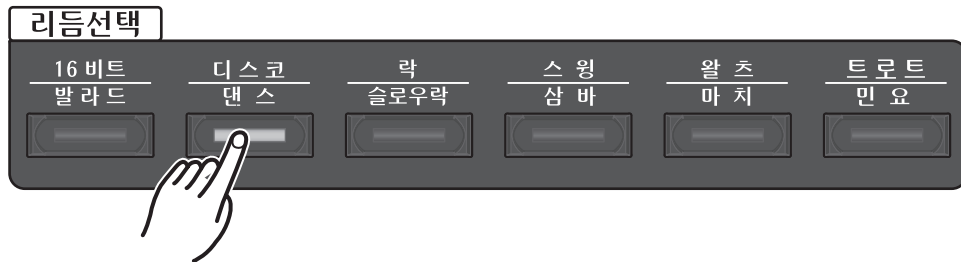 리듬선택
16 비트 디 스 코 락 스 윙 왈 츠 트 로 트
발 라 드 댄 스 슬로우락 삼 바 마 치 민 요